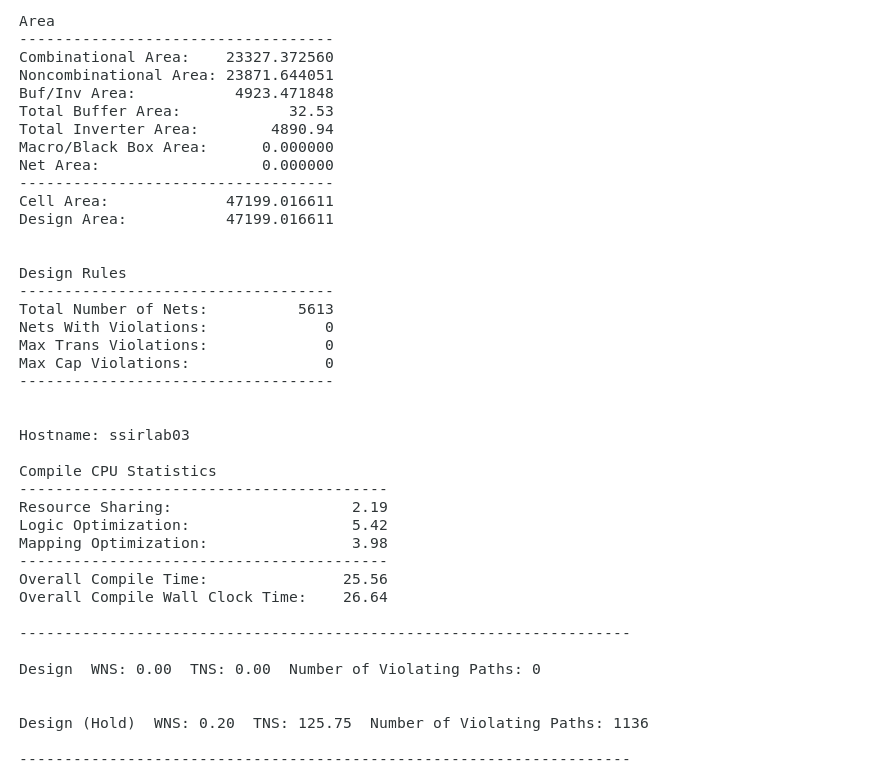 Area
-----------------------------------
Combinational Area:    23327.372560
Noncombinational Area: 23871.644051
Buf/Inv Area:           4923.471848
Total Buffer Area:            32.53
Total Inverter Area:        4890.94
Macro/Black Box Area:      0.000000
Net Area:                  0.000000
-----------------------------------
Cell Area:             47199.016611
Design Area:           47199.016611
Design Rules
-----------------------------------
Total Number of Nets:          5613
Nets With Violations:             0
Max Trans Violations:             0
Max Cap Violations:               0
-----------------------------------
Hostname: ssirlab03
Compile CPU Statistics
-----------------------------------------
Resource Sharing:                    2.19
Logic Optimization:                  5.42
Mapping Optimization:                3.98
-----------------------------------------
Overall Compile Time:               25.56
Overall Compile Wall Clock Time:    26.64
--------------------------------------------------------------------
Design  WNS: 0.00  TNS: 0.00  Number of Violating Paths: 0
Design (Hold)  WNS: 0.20  TNS: 125.75  Number of Violating Paths: 1136
--------------------------------------------------------------------